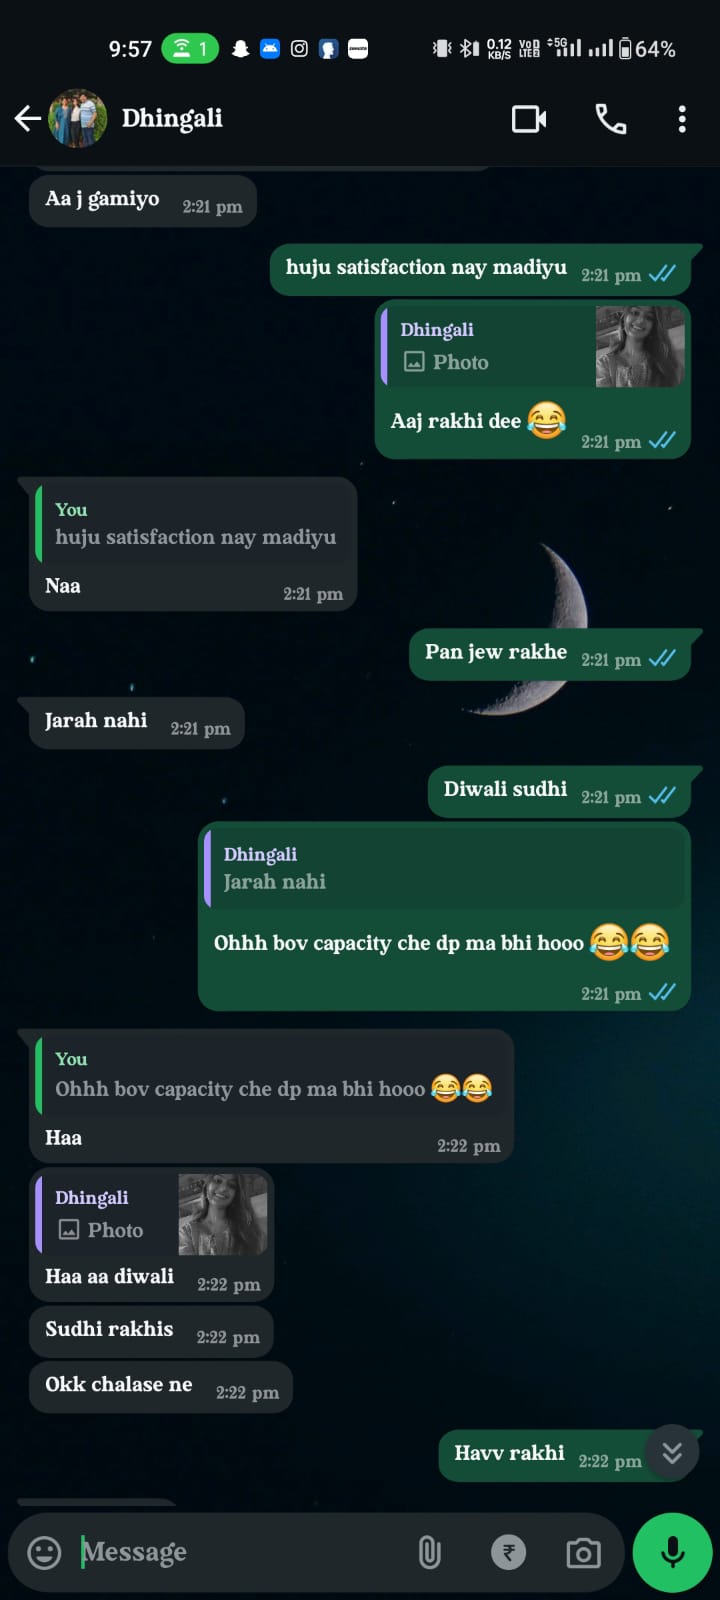 9:57
1
0.12
KB/S
Vo
LTE
5G
64%
Dhingali
Aa j gamiyo 2:21 pm
huju satisfaction nay madiyu 2:21 pm
Dhingali
Photo
Aaj rakhi dee 😂
2:21 pm
You
huju satisfaction nay madiyu
Naa 2:21 pm
Pan jew rakhe 2:21 pm
Jarah nahi 2:21 pm
Diwali sudhi 2:21 pm
Dhingali
Jarah nahi
Ohhh bov capacity che dp ma bhi hooo 😂😂
2:21 pm
You
Ohhh bov capacity che dp ma bhi hooo 😂😂
Haa 2:22 pm
Dhingali
Photo
Haa aa diwali 2:22 pm
Sudhi rakhis 2:22 pm
Okk chalase ne 2:22 pm
Havv rakhi 2:22 pm
Message
₹